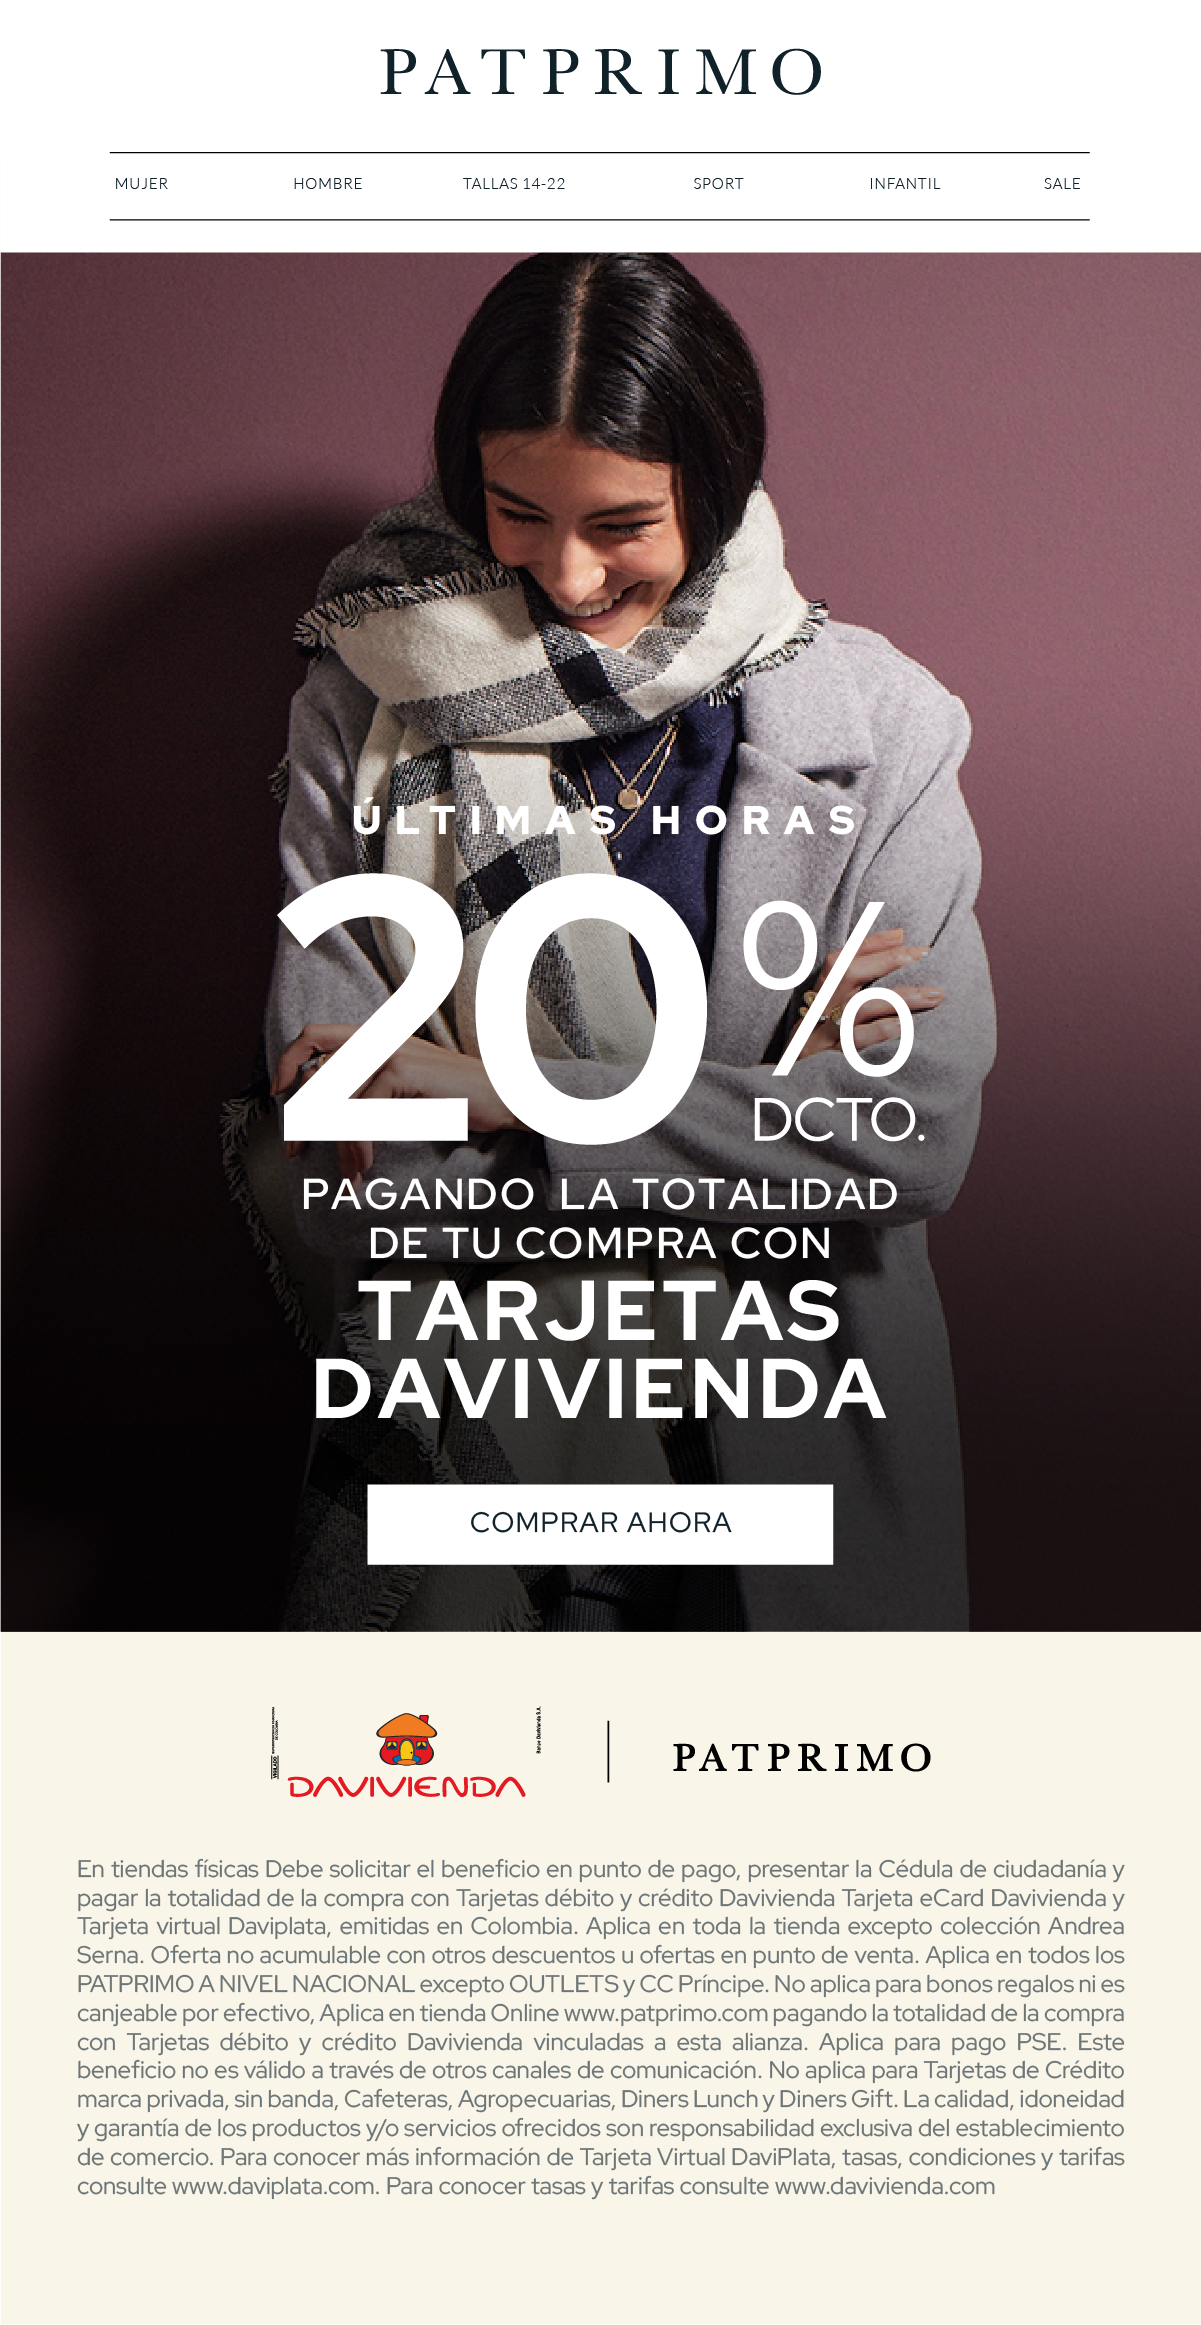 PATPRIMO
MUJER HOMBRE TALLAS 14-22 SPORT INFANTIL SALE
ÚLTIMAS HORAS
20%
DCTO.
PAGANDO LA TOTALIDAD
DE TU COMPRA CON
TARJETAS
DAVIVIENDA
COMPRAR AHORA
VIGILADO
Banco Davivienda S.A.
DAVIVIENDA
PATPRIMO
En tiendas físicas Debe solicitar el beneficio en punto de pago, presentar la Cédula de ciudadanía y
pagar la totalidad de la compra con Tarjetas débito y crédito Davivienda Tarjeta eCard Davivienda y
Tarjeta virtual Daviplata, emitidas en Colombia. Aplica en toda la tienda excepto colección Andrea
Serna. Oferta no acumulable con otros descuentos u ofertas en punto de venta. Aplica en todos los
PATPRIMO A NIVEL NACIONAL excepto OUTLETS y CC Príncipe. No aplica para bonos regalos ni es
canjeable por efectivo, Aplica en tienda Online www.patprimo.com pagando la totalidad de la compra
con Tarjetas débito y crédito Davivienda vinculadas a esta alianza. Aplica para pago PSE. Este
beneficio no es válido a través de otros canales de comunicación. No aplica para Tarjetas de Crédito
marca privada, sin banda, Cafeteras, Agropecuarias, Diners Lunch y Diners Gift. La calidad, idoneidad
y garantía de los productos y/o servicios ofrecidos son responsabilidad exclusiva del establecimiento
de comercio. Para conocer más información de Tarjeta Virtual DaviPlata, tasas, condiciones y tarifas
consulte www.daviplata.com. Para conocer tasas y tarifas consulte www.davivienda.com